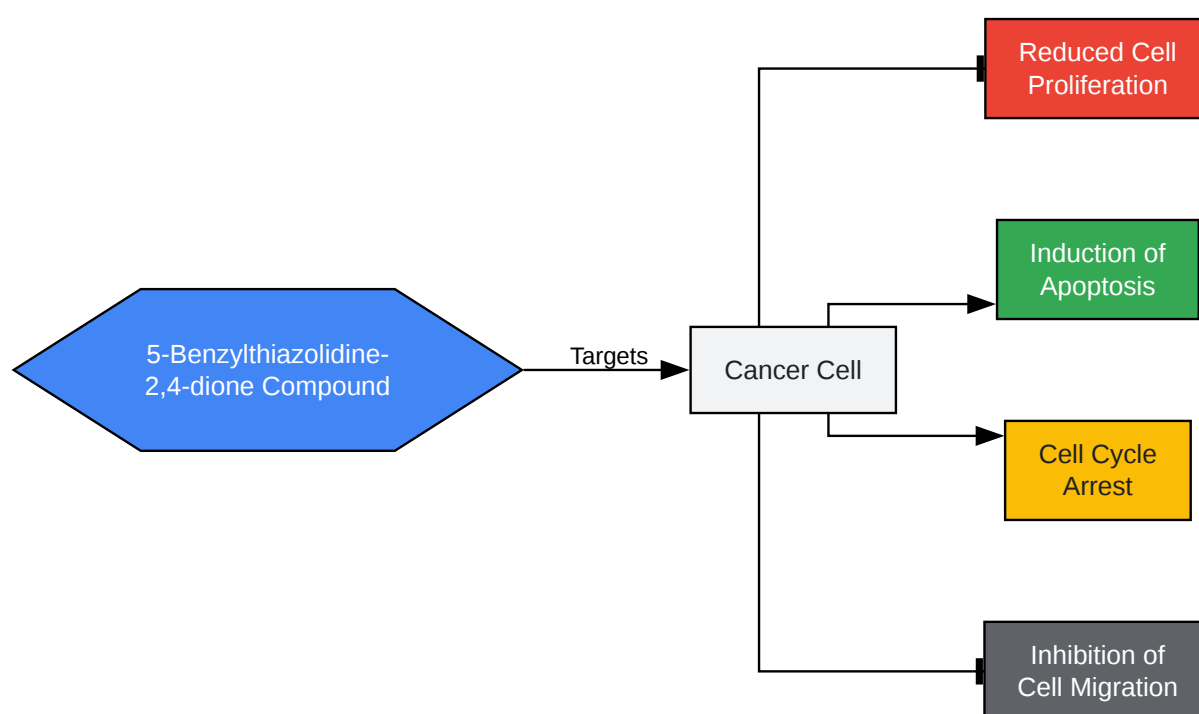 Reduced Cell
Proliferation
Induction of
Apoptosis
5-Benzylthiazolidine-
2,4-dione Compound
Targets
Cancer Cell
Cell Cycle
Arrest
Inhibition of
Cell Migration